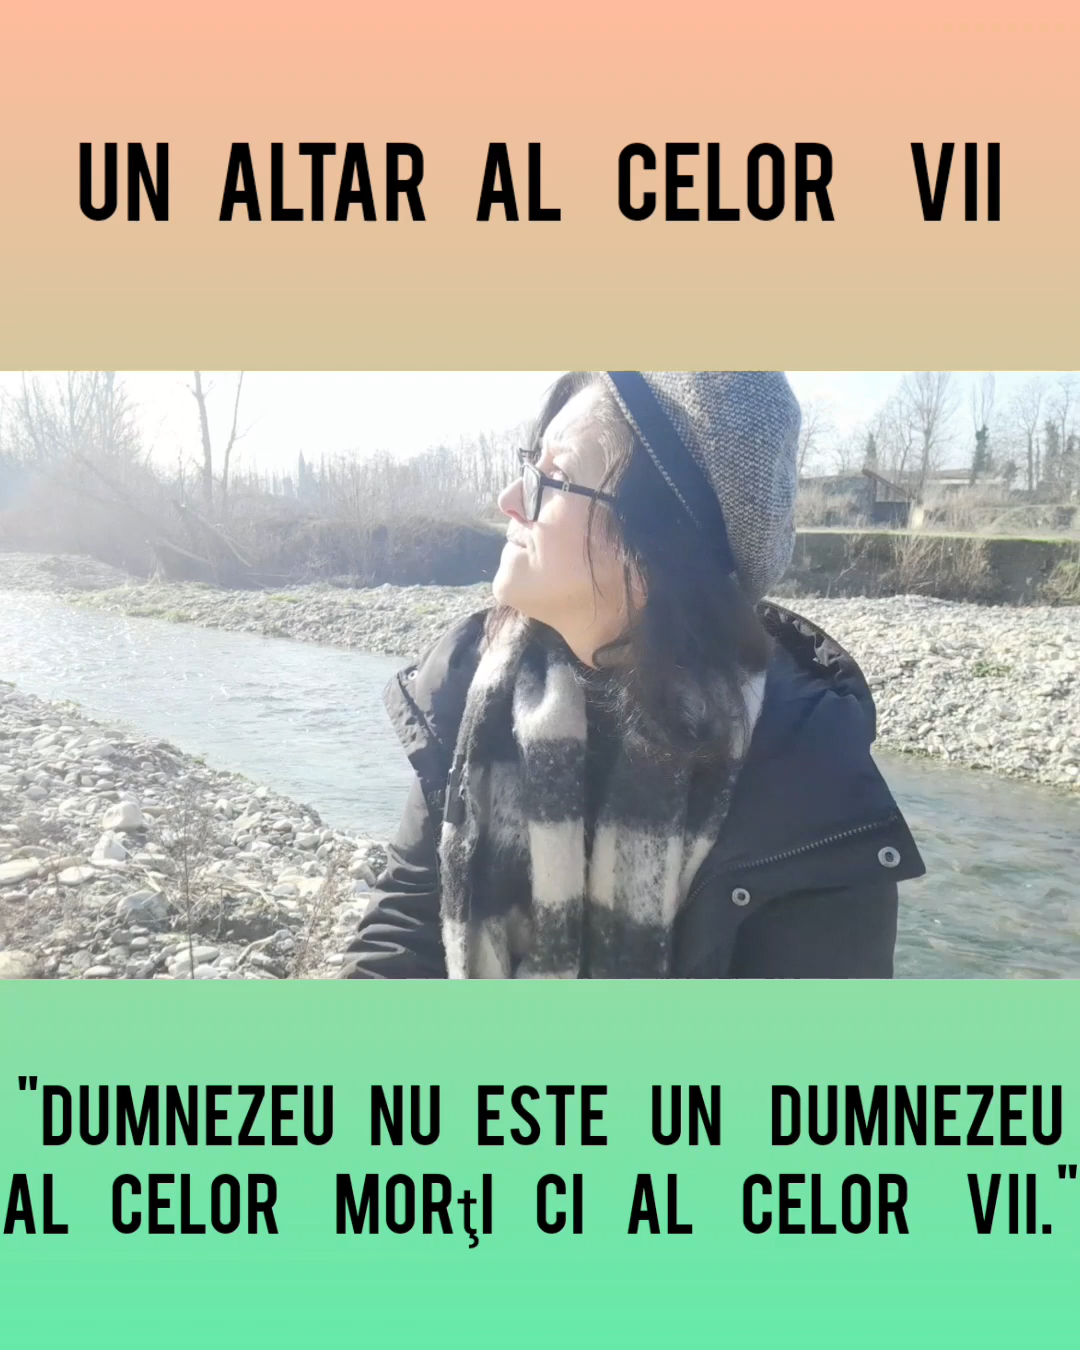 UN ALTAR AL CELOR VII
"DUMNEZEU NU ESTE UN DUMNEZEU
AL CELOR MORţI CI AL CELOR VII."